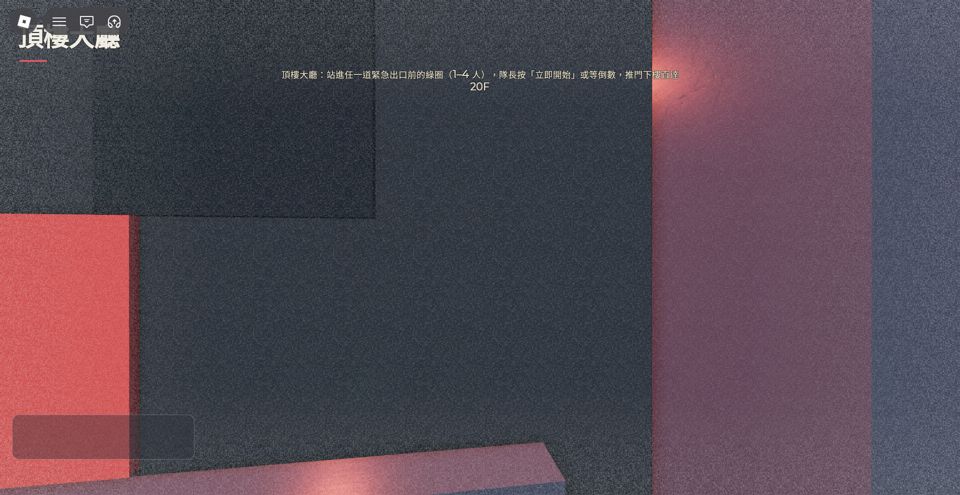 頂樓大廳
頂樓大廳：站進任一道緊急出口前的綠圈（1–4 人），隊長按「立即開始」或等倒數，推門下樓直達
20F